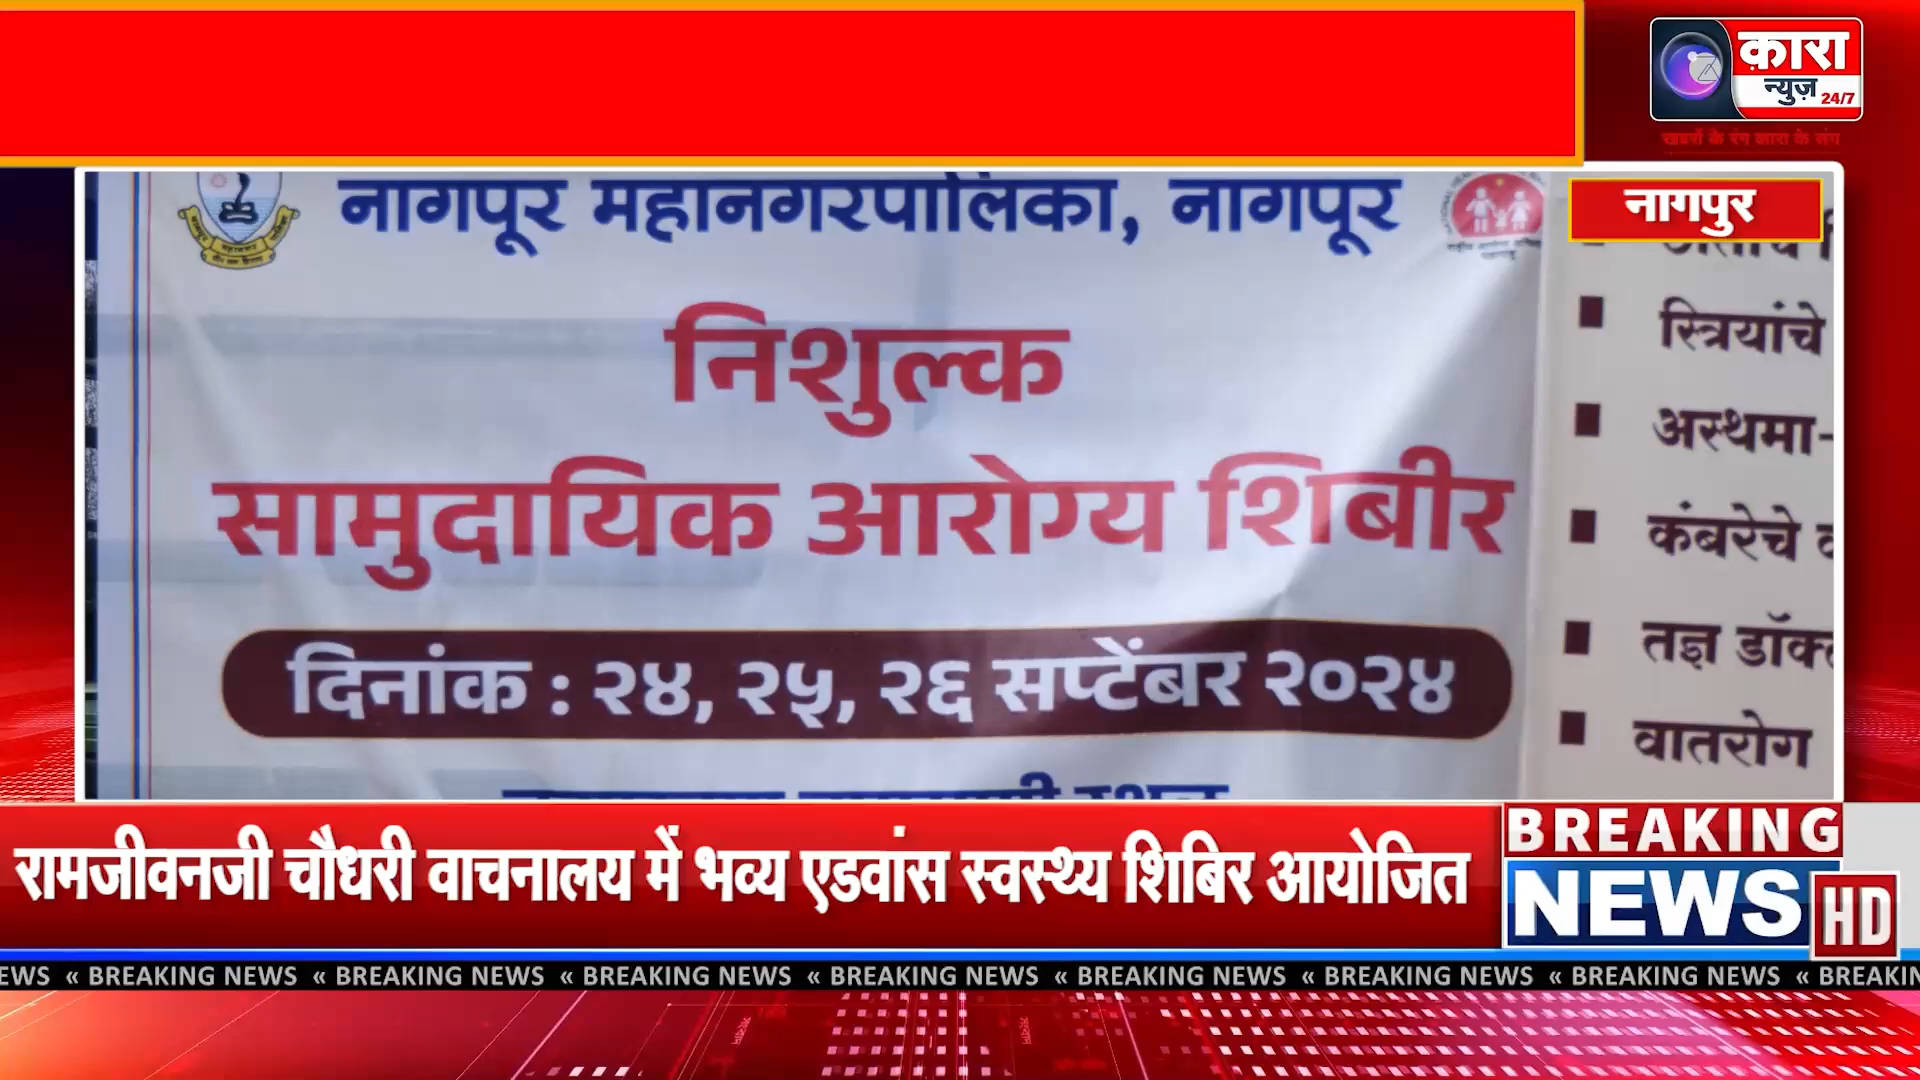 कारा
न्युज़ 24/7
खबरों के रंग कारा के संग
नागपुर
नागपूर महानगरपालिका, नागपूर
निशुल्क
सामुदायिक आरोग्य शिबीर
दिनांक : २४, २५, २६ सप्टेंबर २०२४
स्त्रियांचे
अस्थमा-
कंबरेचे
तज्ञ
वातरोग
रामजीवनजी चौधरी वाचनालय में भव्य एडवांस स्वस्थ्य शिबिर आयोजित
BREAKING
NEWS HD
« BREAKING NEWS « BREAKING NEWS « BREAKING NEWS « BREAKING NEWS « BREAKING NEWS « BREAKING NEWS « BREAKING NEWS «